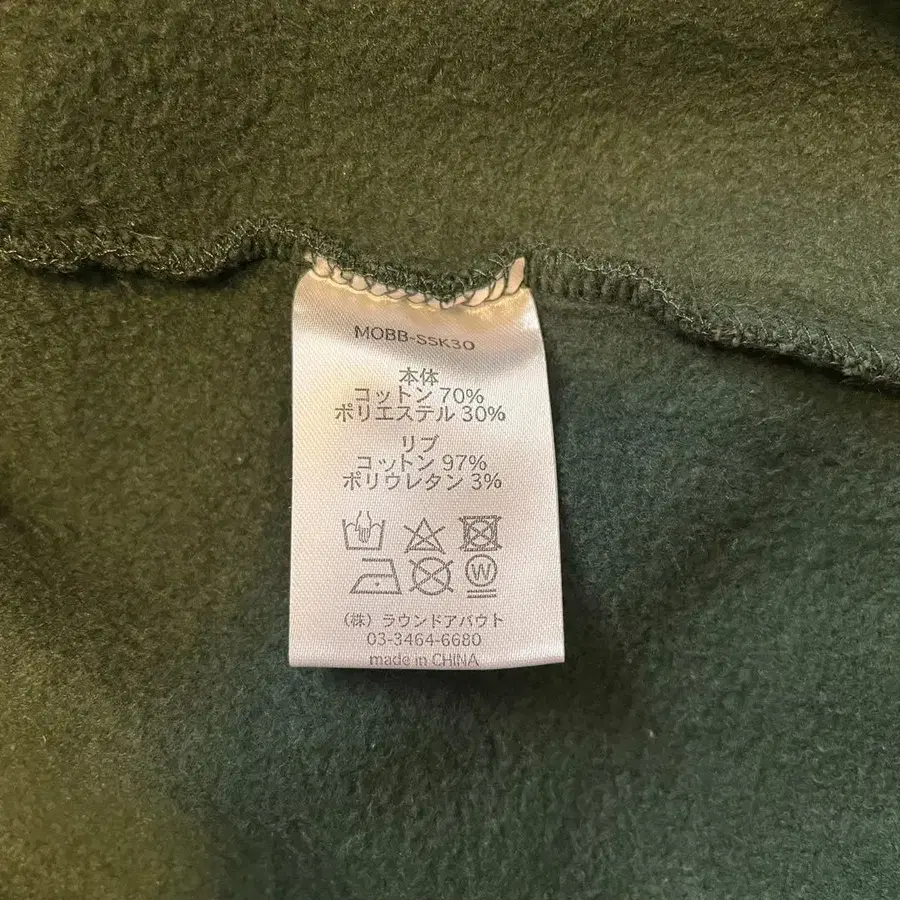 MOBB-SSK30
本体
コットン 70%
ポリエステル 30%
リブ
コットン 97%
ポリウレタン 3%
W
（株）ラウンドアバウト
03-3464-6680
made in CHINA